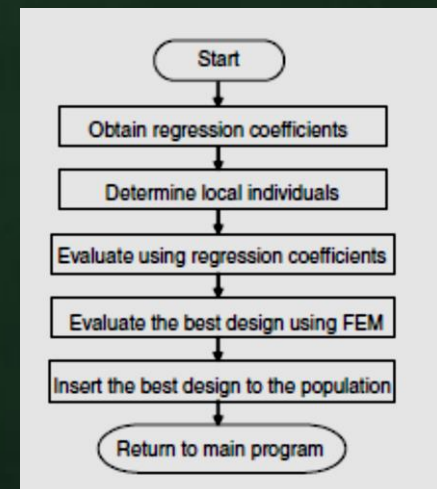 Start
Obtain regression coefficients
Determine local individuals
Evaluate using regression coefficients
Evaluate the best design using FEM
Insert the best design to the population
Return to main program